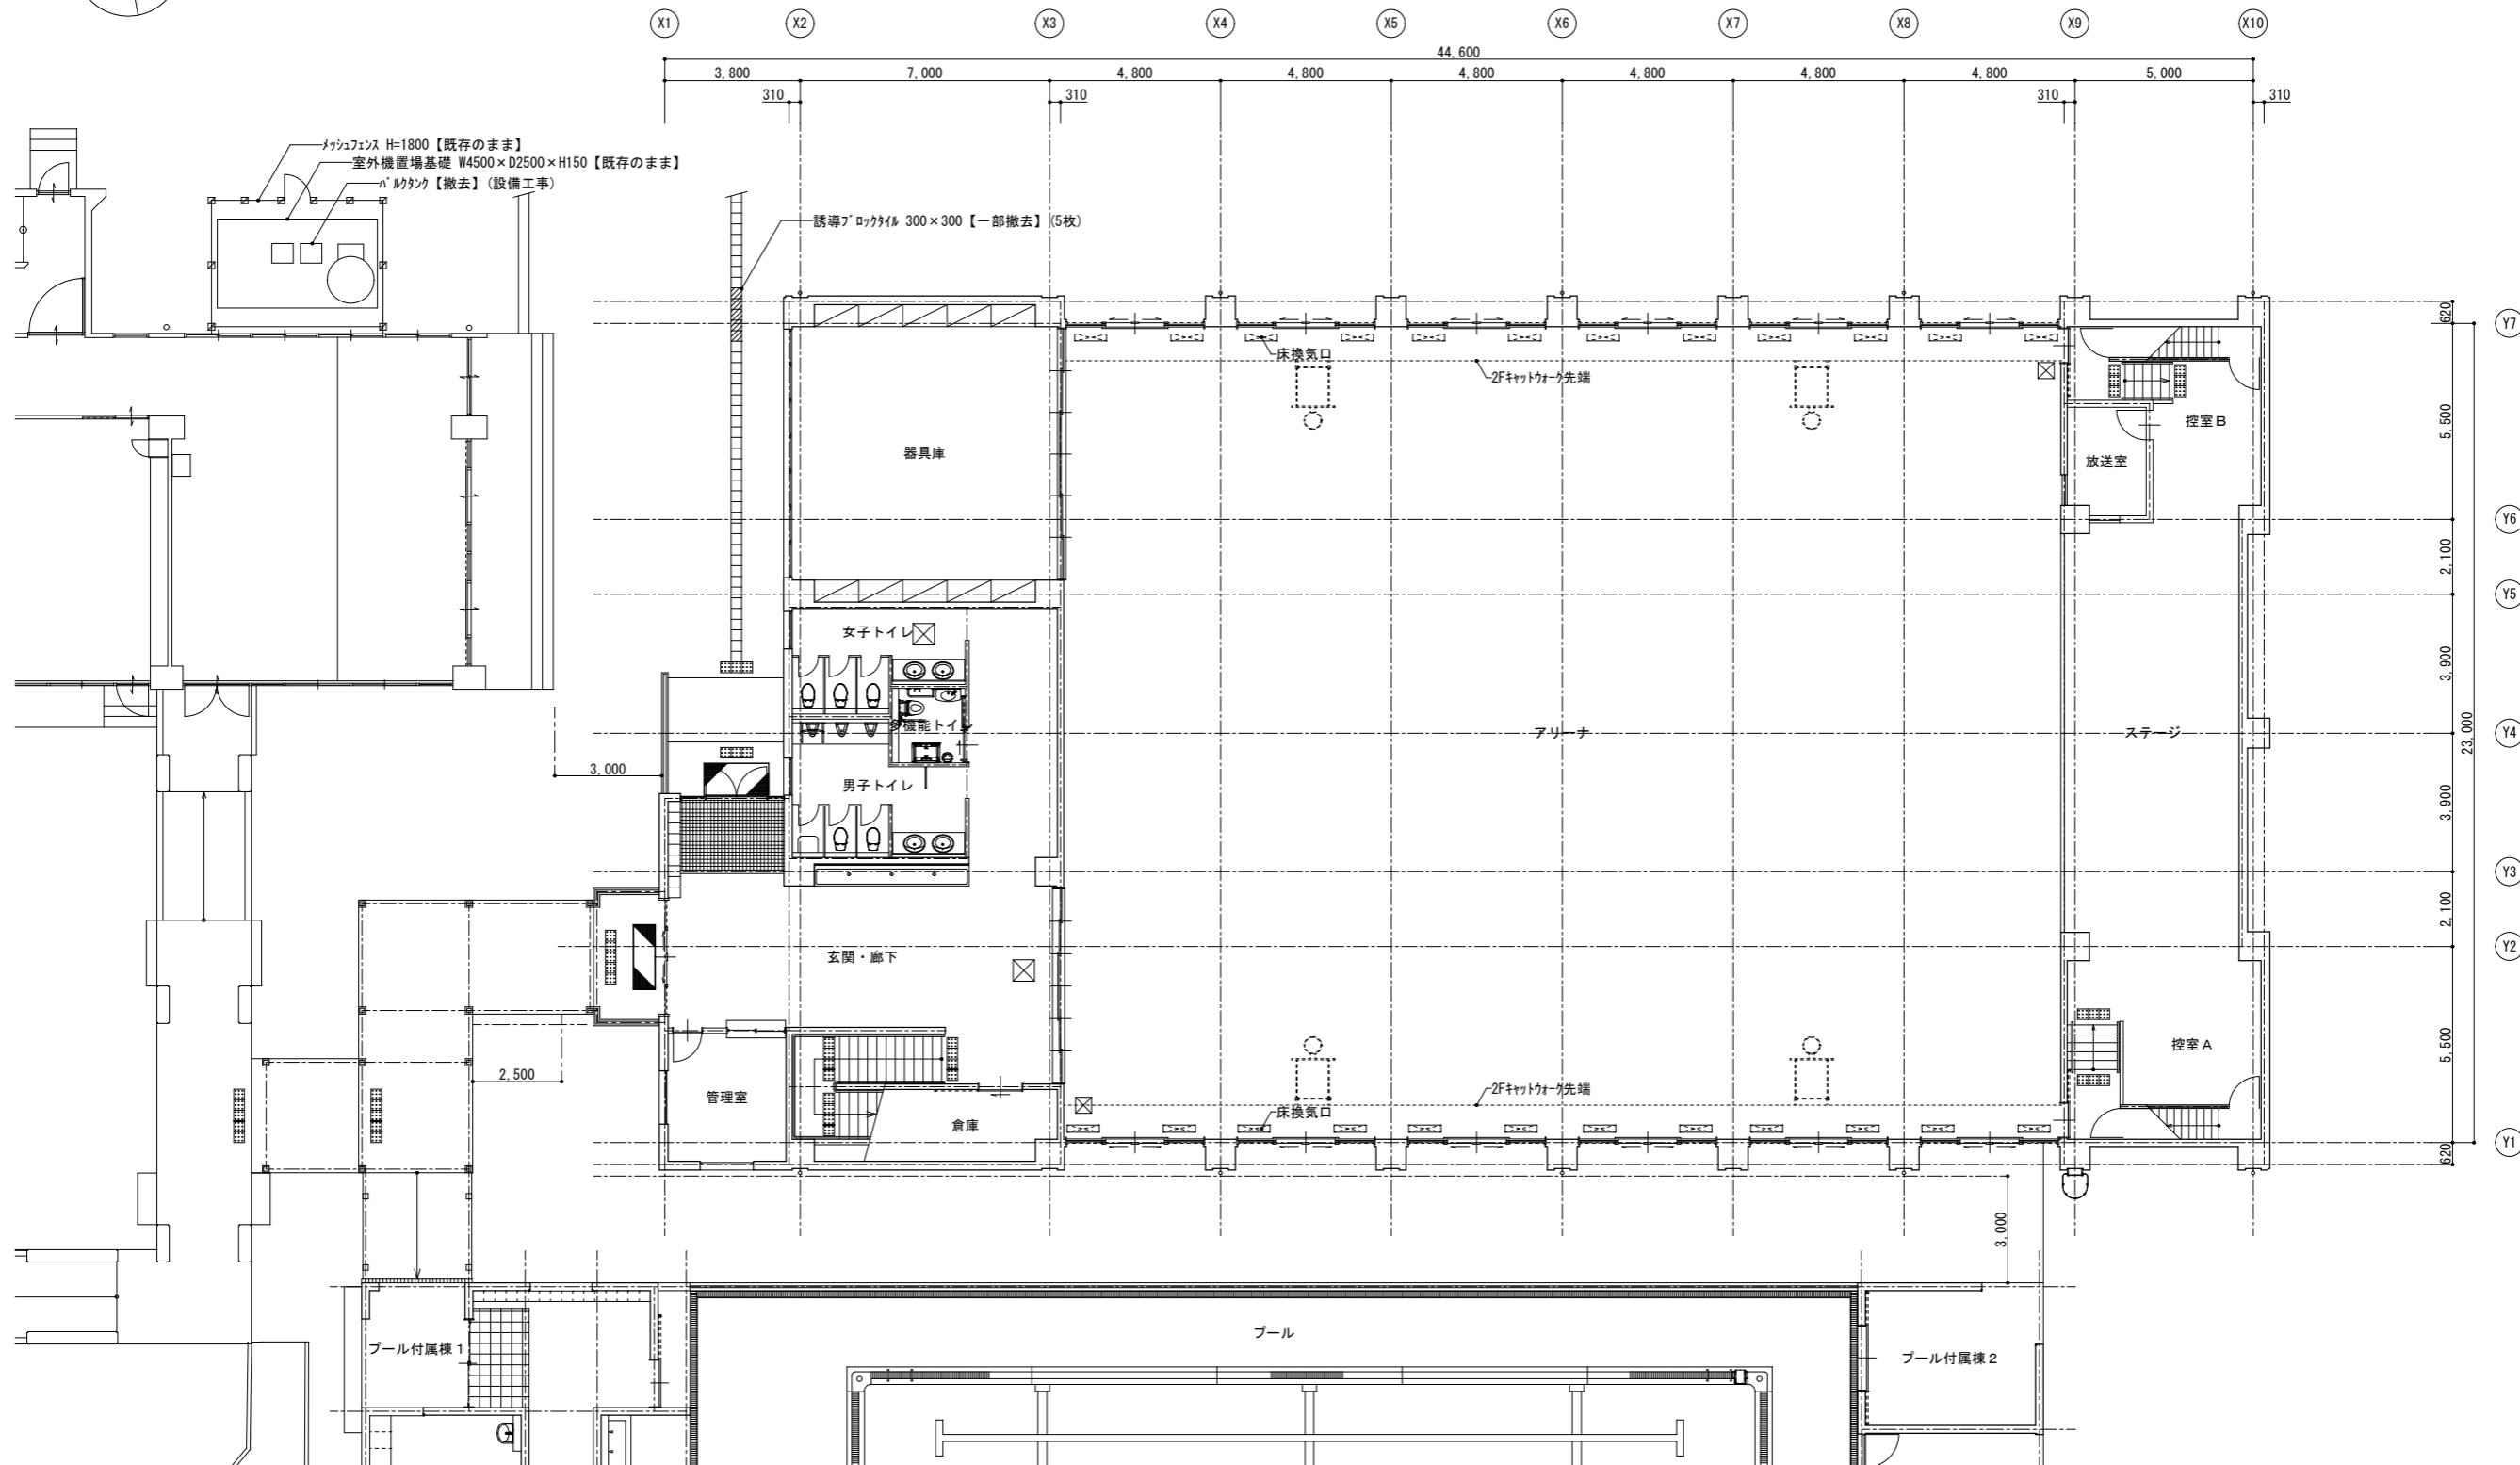 X1 X2 X3 X4 X5 X6 X7 X8 X9 X10
44,600
3,800 7,000 4,800 4,800 4,800 4,800 4,800 4,800 5,000
310 310 310 310
メッシュフェンス H=1800【既存のまま】
室外機置場基礎 W4500×D2500×H150【既存のまま】
バルクタンク【撤去】(設備工事)
誘導ブロックタイル 300×300【一部撤去】(5枚)
620
Y7
床換気口
2Fキャットウォーク先端
5,500
控室B
器具庫
放送室
Y6
2,100
Y5
女子トイレ
3,900
多機能トイレ
アリーナ
ステージ
Y4
23,000
3,000
男子トイレ
3,900
Y3
2,100
Y2
玄関・廊下
控室A
5,500
2,500
2Fキャットウォーク先端
管理室
床換気口
倉庫
Y1
620
3,000
プール
プール付属棟1
プール付属棟2